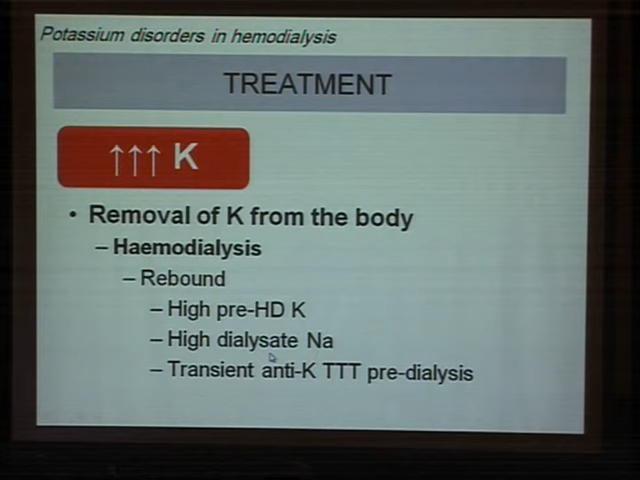 Potassium disorders in hemodialysis
TREATMENT
↑↑↑ K
• Removal of K from the body
– Haemodialysis
– Rebound
– High pre-HD K
– High dialysate Na
– Transient anti-K TTT pre-dialysis